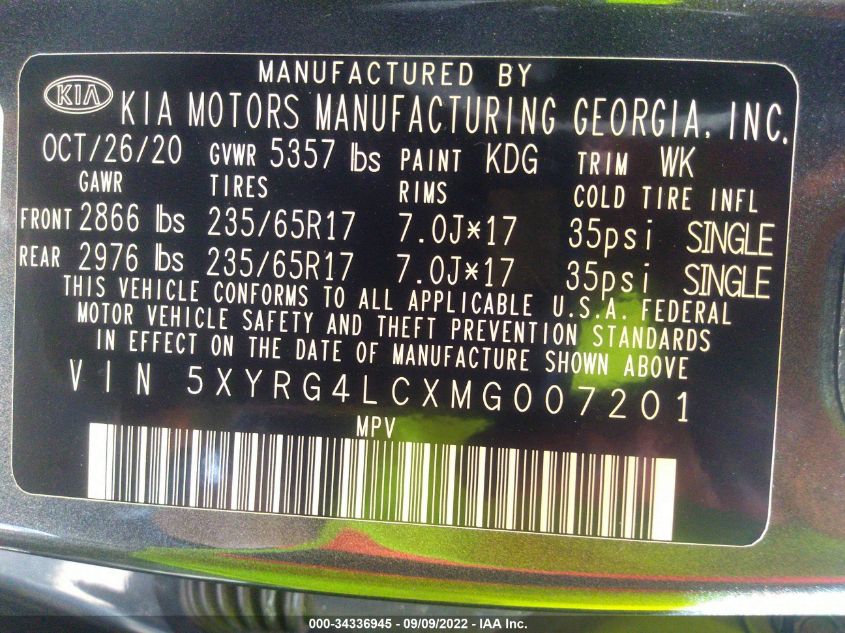 MANUFACTURED BY
KIA KIA MOTORS MANUFACTURING GEORGIA, INC.
OCT/26/20 GVWR 5357 lbs PAINT KDG TRIM WK
GAWR TIRES RIMS COLD TIRE INFL
FRONT 2866 lbs 235/65R17 7.0J*17 35psi SINGLE
REAR 2976 lbs 235/65R17 7.0J*17 35psi SINGLE
THIS VEHICLE CONFORMS TO ALL APPLICABLE U.S.A. FEDERAL
MOTOR VEHICLE SAFETY AND THEFT PREVENTION STANDARDS
IN EFFECT ON THE DATE OF MANUFACTURE SHOWN ABOVE
VIN 5XYRG4LCXMG007201
MPV
000-34336945 - 09/09/2022 - IAA Inc.